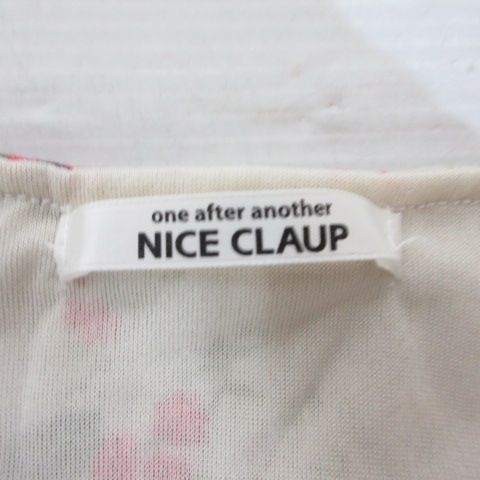 one after another
NICE CLAUP